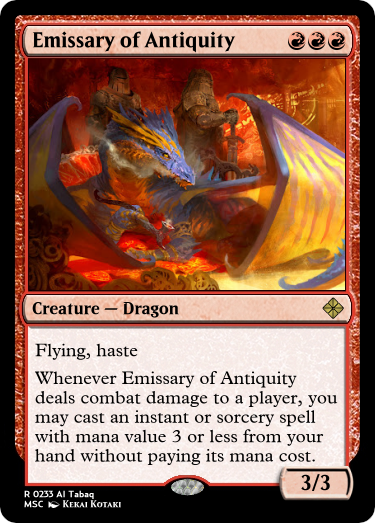 Emissary of Antiquity
Creature — Dragon
Flying, haste
Whenever Emissary of Antiquity
deals combat damage to a player, you
may cast an instant or sorcery spell
with mana value 3 or less from your
hand without paying its mana cost.
3/3
R 0233 Al Tabaq
MSC Kekai Kotaki